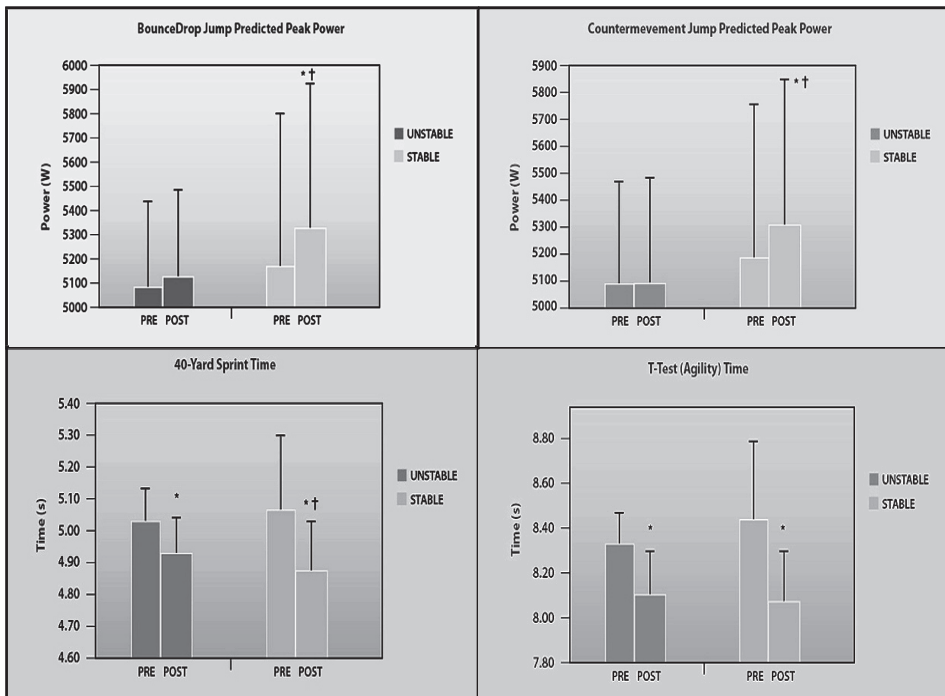 BounceDrop Jump Predicted Peak Power
6000
5900
5800
5700
5600
5500
5400
5300
5200
5100
5000
Power (W)
PRE POST
PRE POST
UNSTABLE
STABLE
* †
Countermevement Jump Predicted Peak Power
5900
5800
5700
5600
5500
5400
5300
5200
5100
5000
Power (W)
PRE POST
PRE POST
UNSTABLE
STABLE
* †
40-Yard Sprint Time
5.40
5.30
5.20
5.10
5.00
4.90
4.80
4.70
4.60
Time (s)
PRE POST
PRE POST
UNSTABLE
STABLE
*
* †
T-Test (Agility) Time
8.80
8.60
8.40
8.20
8.00
7.80
Time (s)
PRE POST
PRE POST
UNSTABLE
STABLE
*
*